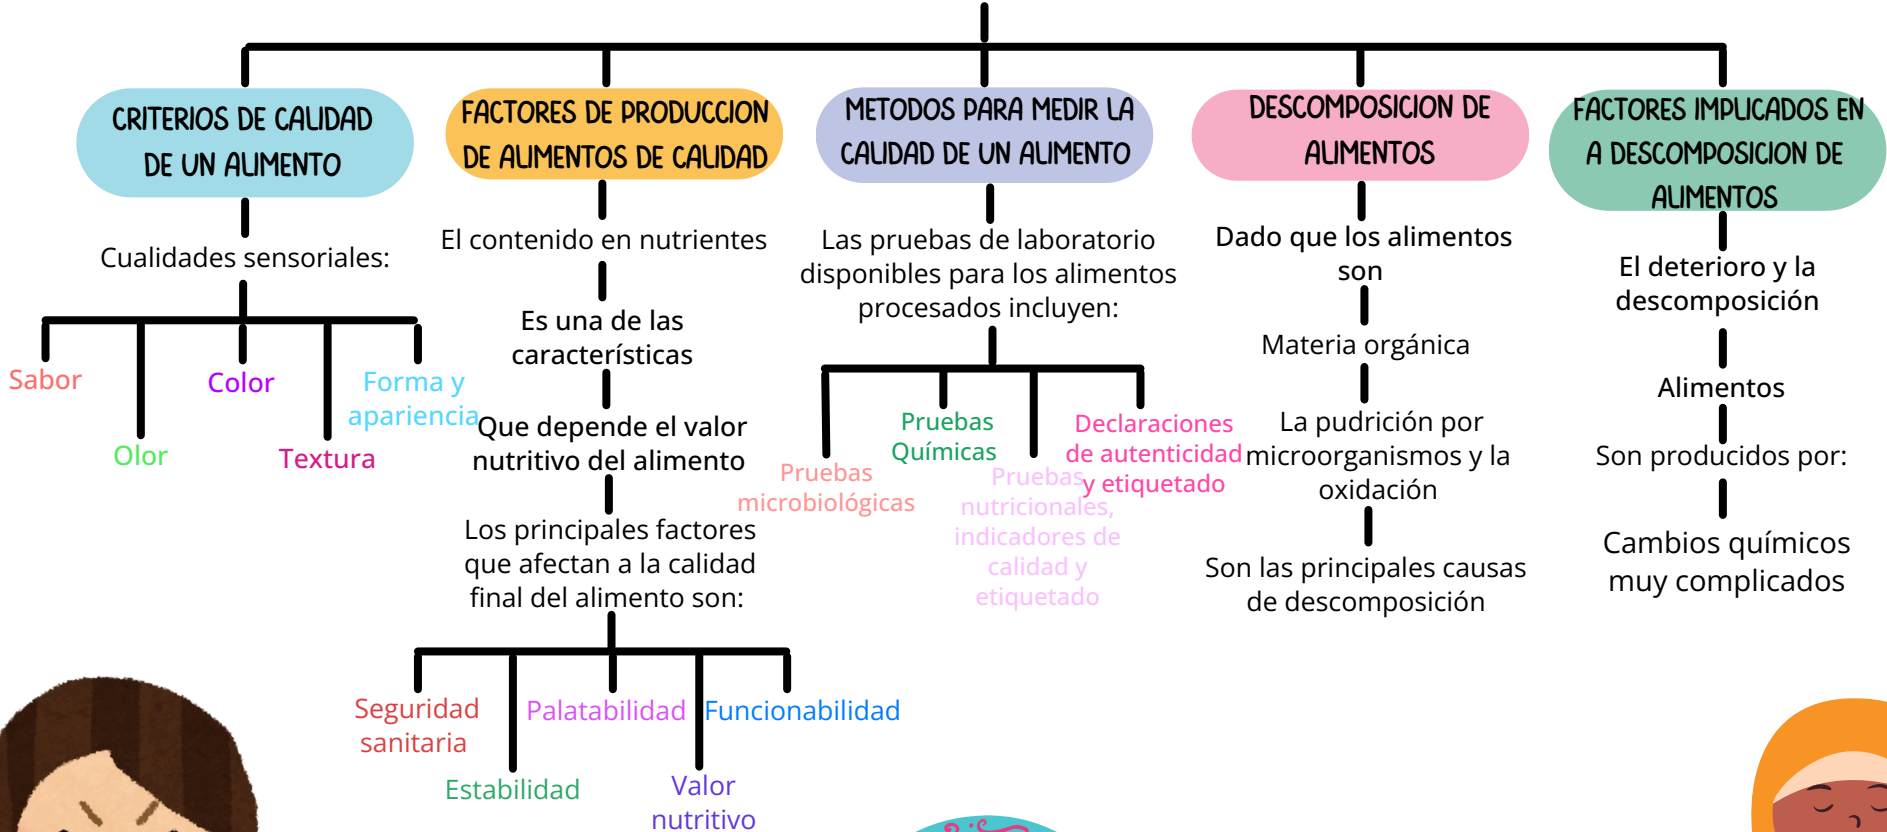 CRITERIOS DE CALIDAD
DE UN ALIMENTO
Cualidades sensoriales:
Sabor
Olor
Color
Textura
Forma y
apariencia
FACTORES DE PRODUCCION
DE ALIMENTOS DE CALIDAD
El contenido en nutrientes
Es una de las
características
Que depende el valor
nutritivo del alimento
Los principales factores
que afectan a la calidad
final del alimento son:
Seguridad
sanitaria
Estabilidad
Palatabilidad
Valor
nutritivo
Funcionabilidad
METODOS PARA MEDIR LA
CALIDAD DE UN ALIMENTO
Las pruebas de laboratorio
disponibles para los alimentos
procesados incluyen:
Pruebas
microbiológicas
Pruebas
Químicas
Pruebas
nutricionales,
indicadores de
calidad y
etiquetado
Declaraciones
de autenticidad
y etiquetado
DESCOMPOSICION DE
ALIMENTOS
Dado que los alimentos
son
Materia orgánica
La pudrición por
microorganismos y la
oxidación
Son las principales causas
de descomposición
FACTORES IMPLICADOS EN
A DESCOMPOSICION DE
ALIMENTOS
El deterioro y la
descomposición
Alimentos
Son producidos por:
Cambios químicos
muy complicados